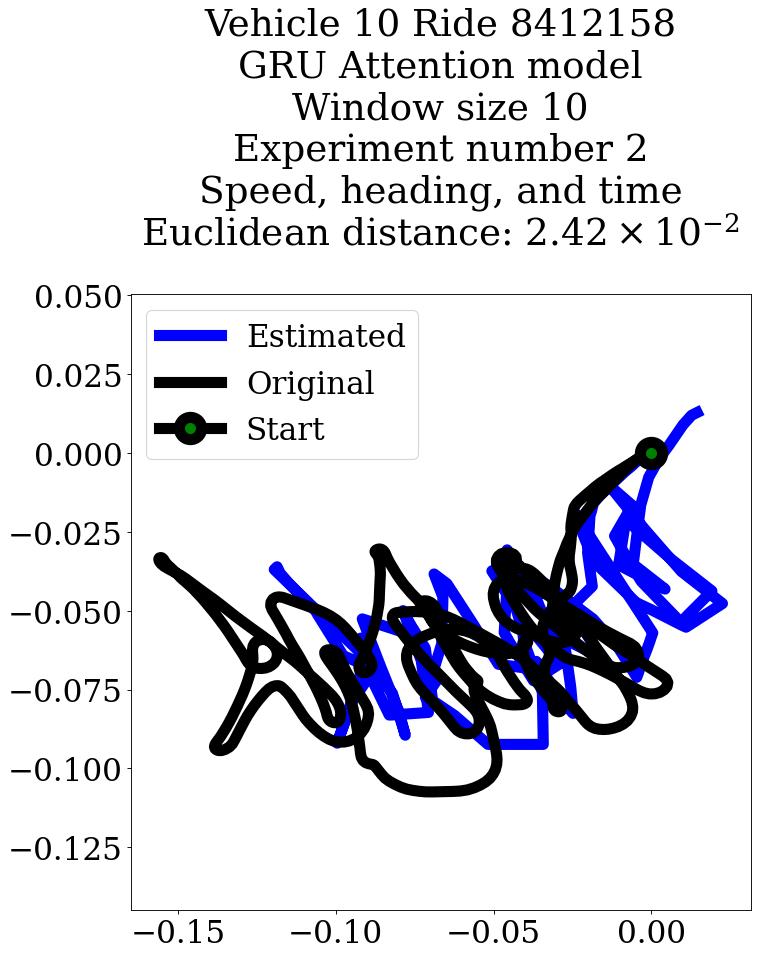 Vehicle 10 Ride 8412158
GRU Attention model
Window size 10
Experiment number 2
Speed, heading, and time
Euclidean distance: 2.42 × 10⁻²
Estimated
Original
Start
0.050
0.025
0.000
−0.025
−0.050
−0.075
−0.100
−0.125
−0.15
−0.10
−0.05
0.00